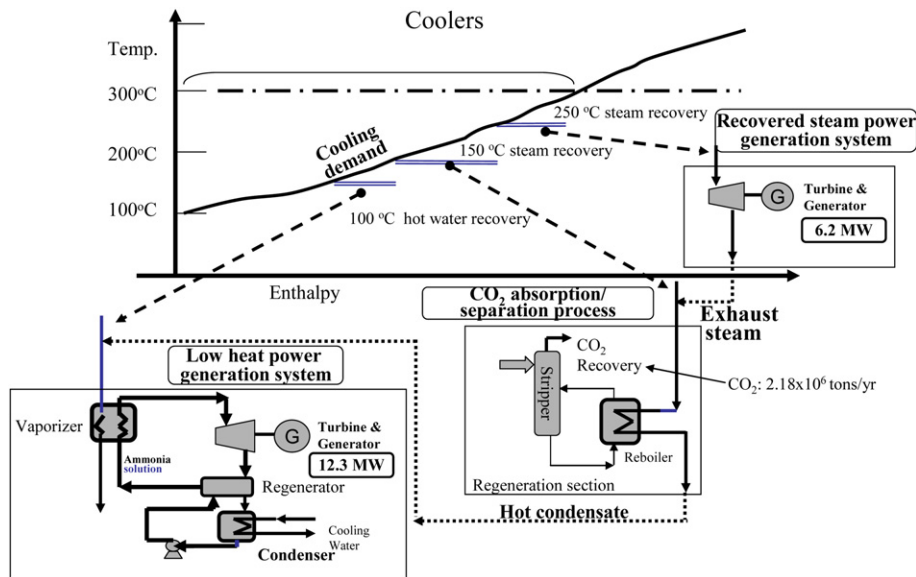 Coolers
Temp.
300°C
200°C
100°C
Cooling
demand
250 °C steam recovery
150 °C steam recovery
100 °C hot water recovery
Enthalpy
Recovered steam power
generation system
G
Turbine &
Generator
6.2 MW
Exhaust
steam
CO₂ absorption/
separation process
CO₂
Recovery
CO₂: 2.18x10⁶ tons/yr
Stripper
Reboiler
Regeneration section
Hot condensate
Low heat power
generation system
Vaporizer
Ammonia
solution
G
Turbine &
Generator
12.3 MW
Regenerator
Cooling
Water
Condenser